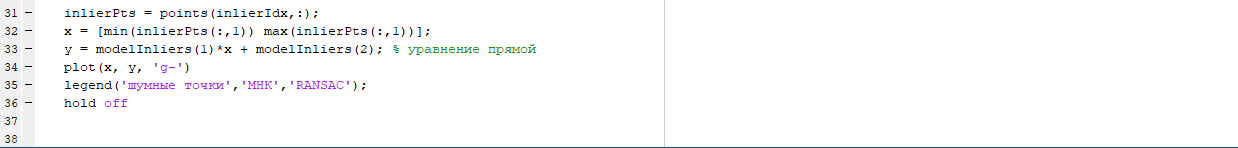 31 – inlierPts = points(inlierIdx,:);
32 – x = [min(inlierPts(:,1)) max(inlierPts(:,1))];
33 – y = modelInliers(1)*x + modelInliers(2); % уравнение прямой
34 – plot(x, y, 'g-')
35 – legend('шумные точки','МНК','RANSAC');
36 – hold off
37
38